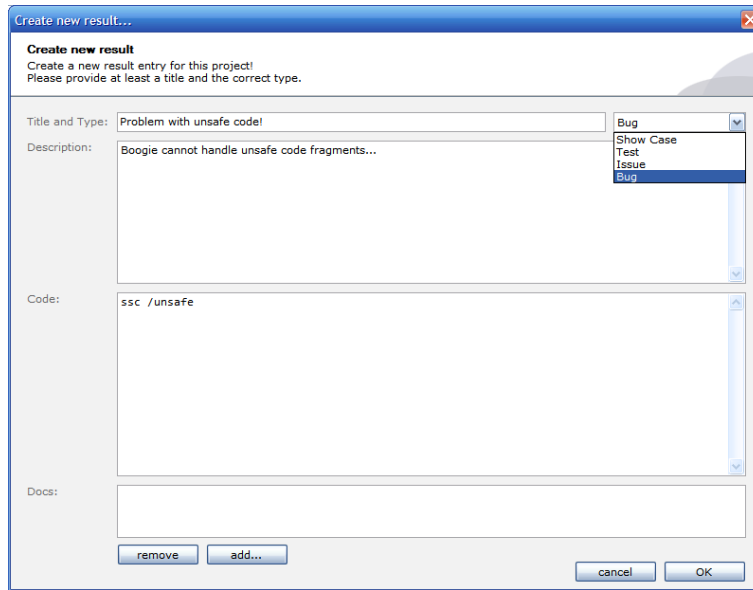 Create new result...
Create new result
Create a new result entry for this project!
Please provide at least a title and the correct type.
Title and Type: Problem with unsafe code! Bug
Show Case
Test
Issue
Bug
Description: Boogie cannot handle unsafe code fragments...
Code: ssc /unsafe
Docs:
remove add...
cancel OK